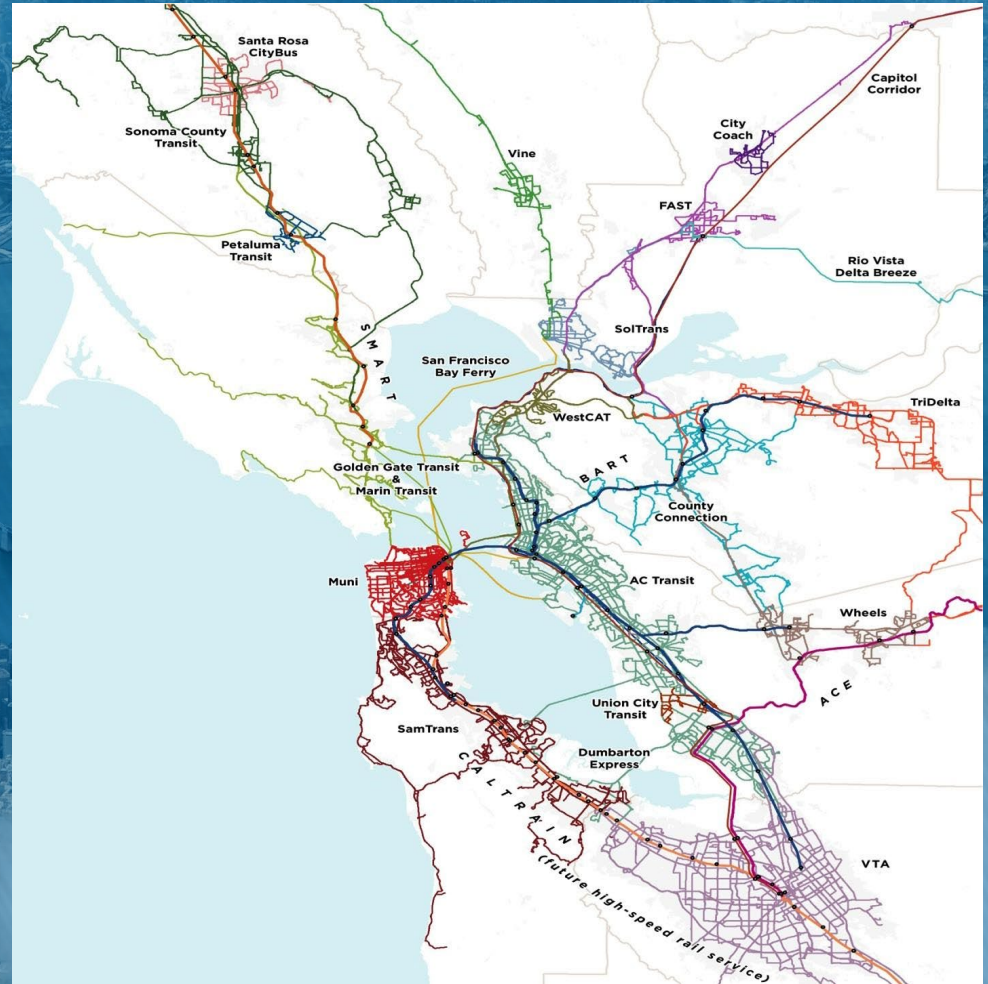 Santa Rosa
CityBus
Capitol
Corridor
Sonoma County
Transit
City
Coach
Vine
FAST
Petaluma
Transit
Rio Vista
Delta Breeze
SMART
SolTrans
San Francisco
Bay Ferry
WestCAT
TriDelta
BART
Golden Gate Transit
&
Marin Transit
County
Connection
Muni
AC Transit
Wheels
ACE
Union City
Transit
SamTrans
Dumbarton
Express
CALTRAIN
(future high-speed rail service)
VTA